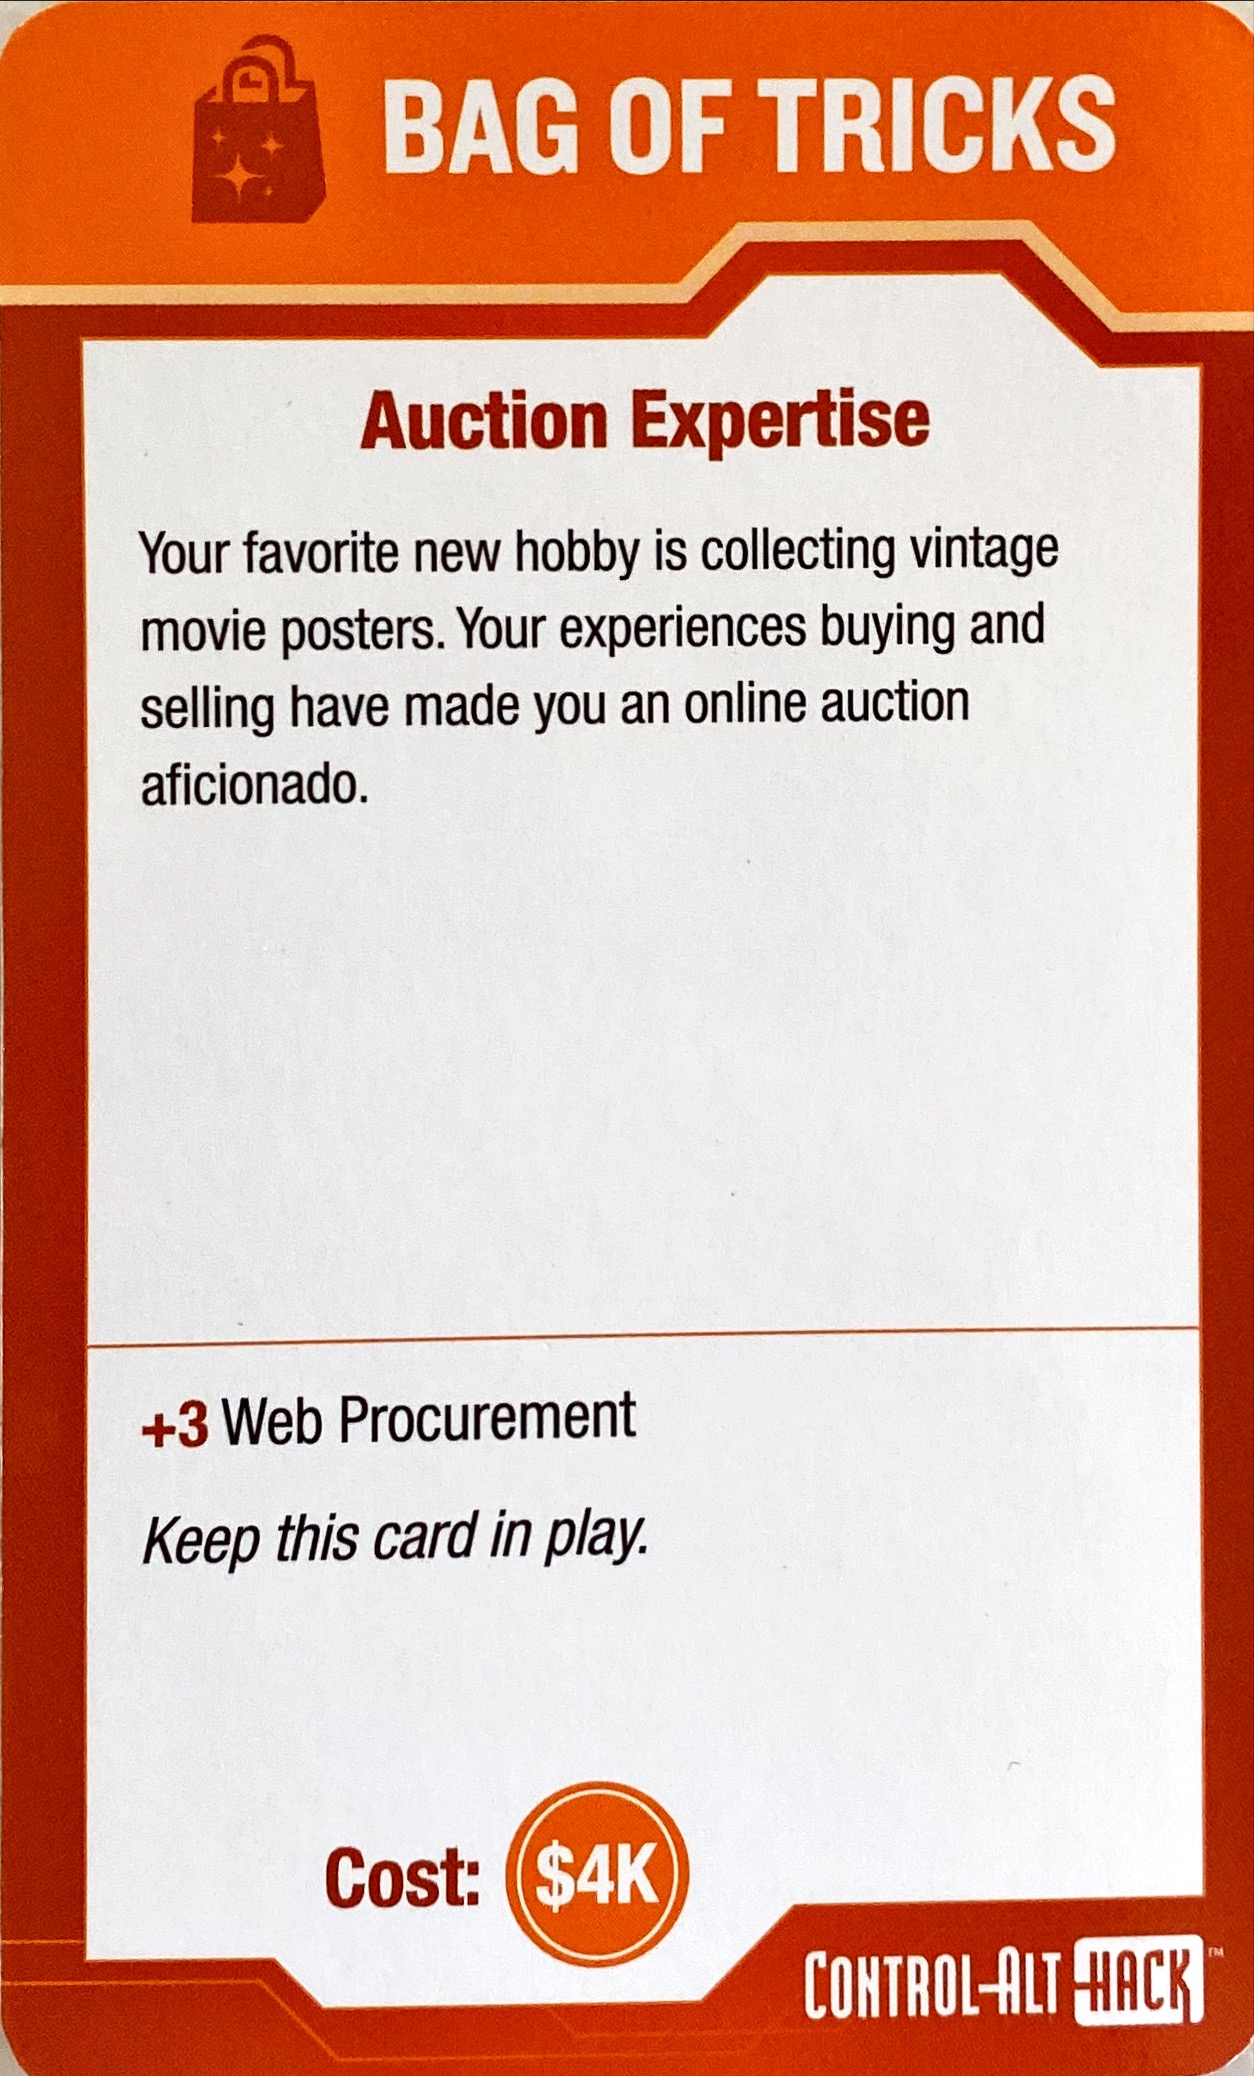 BAG OF TRICKS
Auction Expertise
Your favorite new hobby is collecting vintage
movie posters. Your experiences buying and
selling have made you an online auction
aficionado.
+3 Web Procurement
Keep this card in play.
Cost: $4K
CONTROL-ALT-HACK™